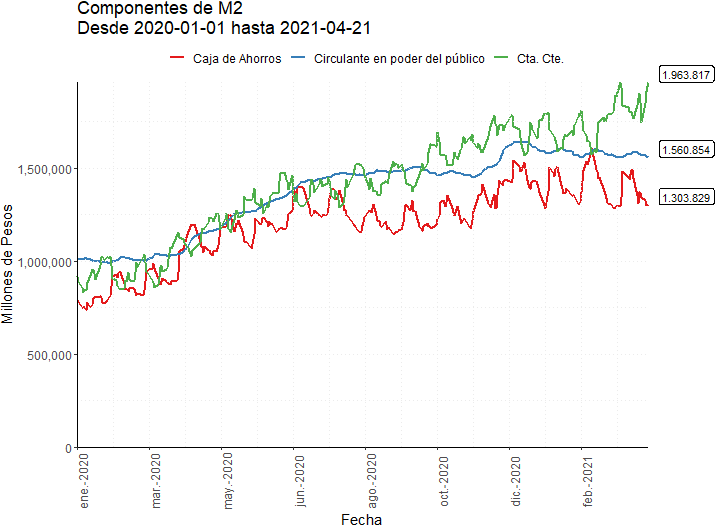 Componentes de M2
Desde 2020-01-01 hasta 2021-04-21
Caja de Ahorros Circulante en poder del público Cta. Cte.
1.963.817
1.560.854
1.303.829
Millones de Pesos
1,500,000
1,000,000
500,000
0
ene.-2020 mar.-2020 may.-2020 jun.-2020 ago.-2020 oct.-2020 dic.-2020 feb.-2021
Fecha